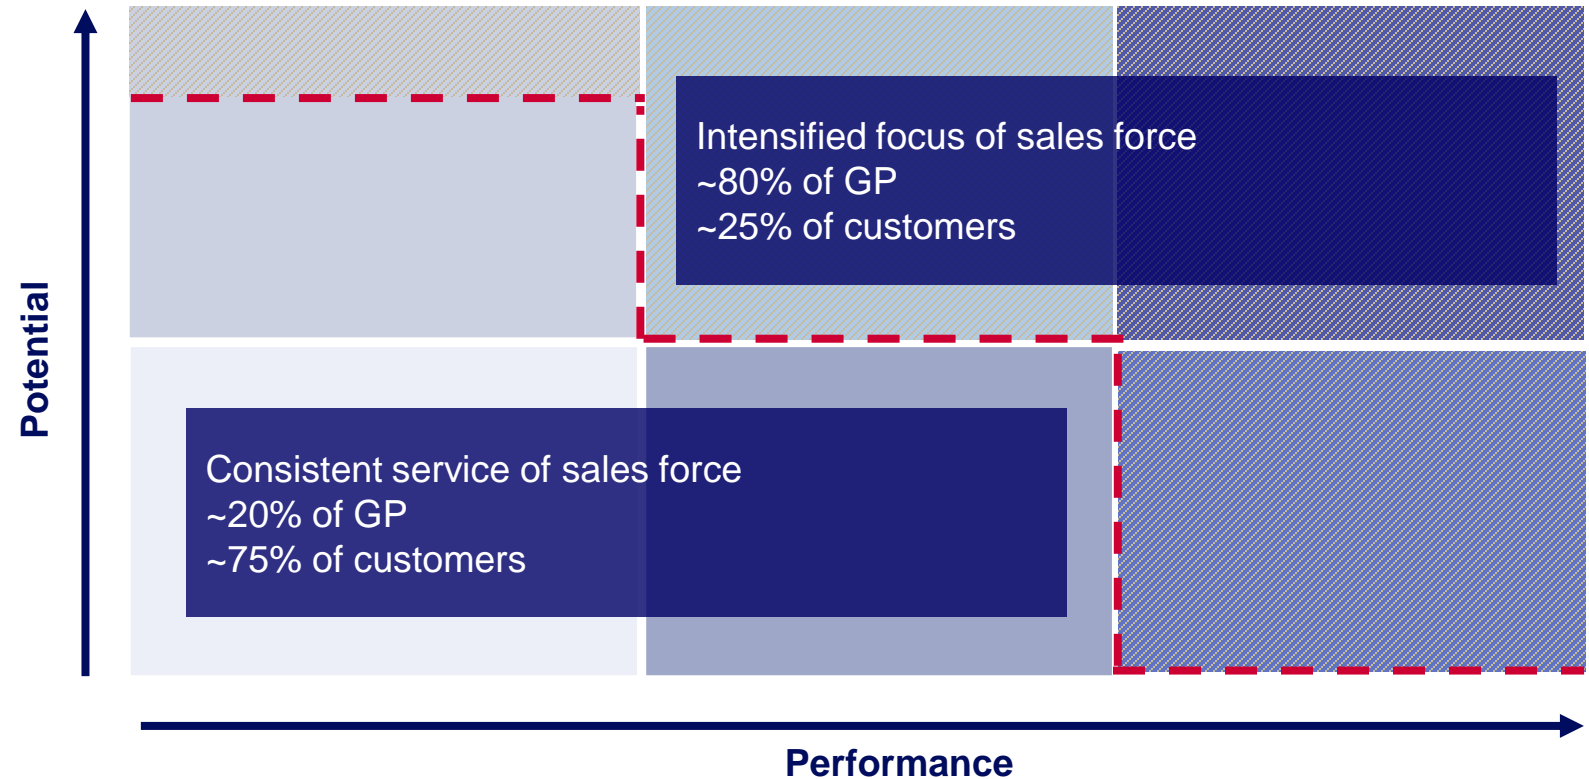 Intensified focus of sales force
~80% of GP
~25% of customers
Potential
Consistent service of sales force
~20% of GP
~75% of customers
Performance